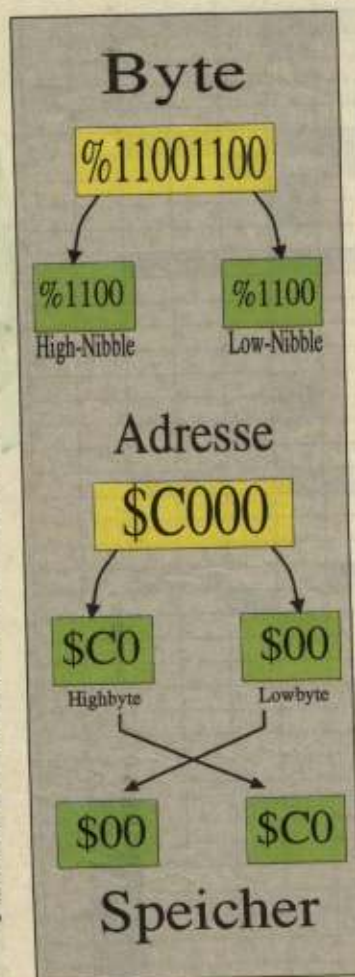 Byte
%11001100
%1100 %1100
High-Nibble Low-Nibble
Adresse
$C000
$C0 $00
Highbyte Lowbyte
$00 $C0
Speicher